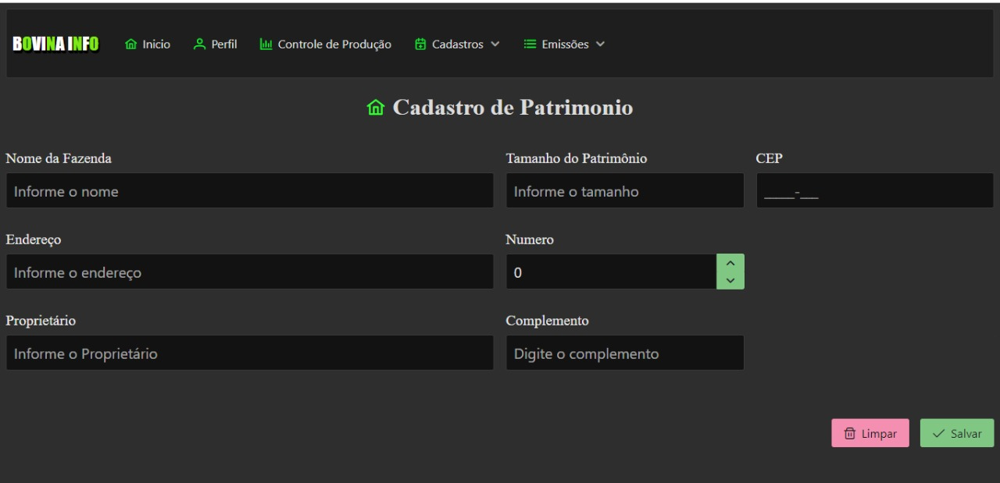 BOVINA INFO Inicio Perfil Controle de Produção Cadastros Emissões
Cadastro de Patrimonio
Nome da Fazenda Tamanho do Patrimônio CEP
Informe o nome Informe o tamanho _____-___
Endereço Numero
Informe o endereço 0
Proprietário Complemento
Informe o Proprietário Digite o complemento
Limpar Salvar